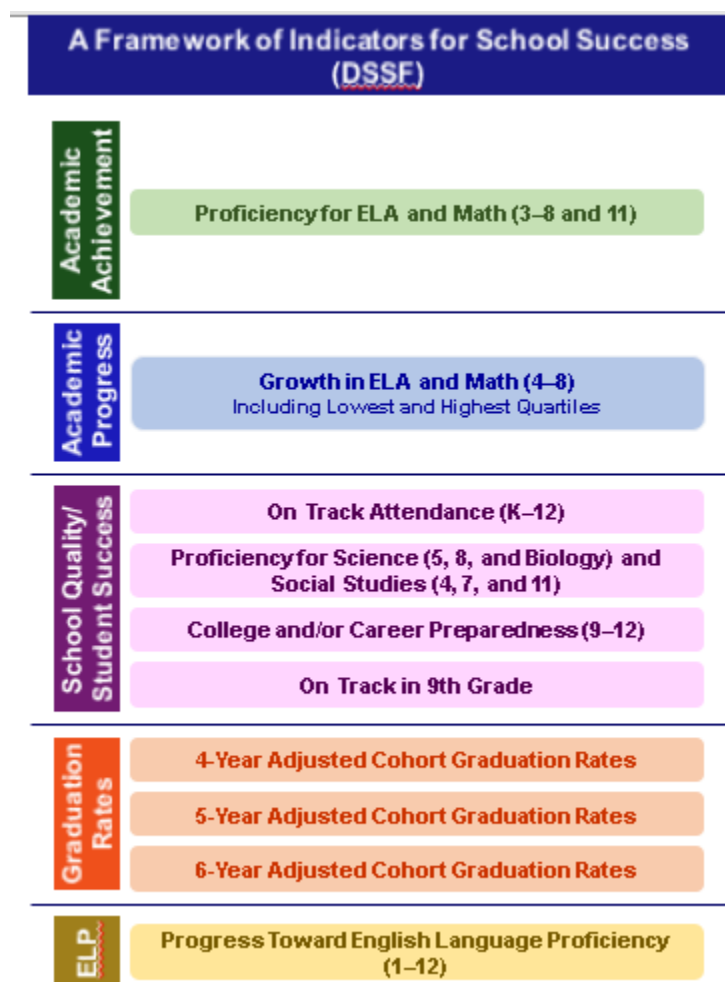 A Framework of Indicators for School Success
(DSSF)
Academic
Achievement
Proficiency for ELA and Math (3–8 and 11)
Academic
Progress
Growth in ELA and Math (4–8)
Including Lowest and Highest Quartiles
School Quality/
Student Success
On Track Attendance (K–12)
Proficiency for Science (5, 8, and Biology) and
Social Studies (4, 7, and 11)
College and/or Career Preparedness (9–12)
On Track in 9th Grade
Graduation
Rates
4-Year Adjusted Cohort Graduation Rates
5-Year Adjusted Cohort Graduation Rates
6-Year Adjusted Cohort Graduation Rates
ELP
Progress Toward English Language Proficiency
(1–12)